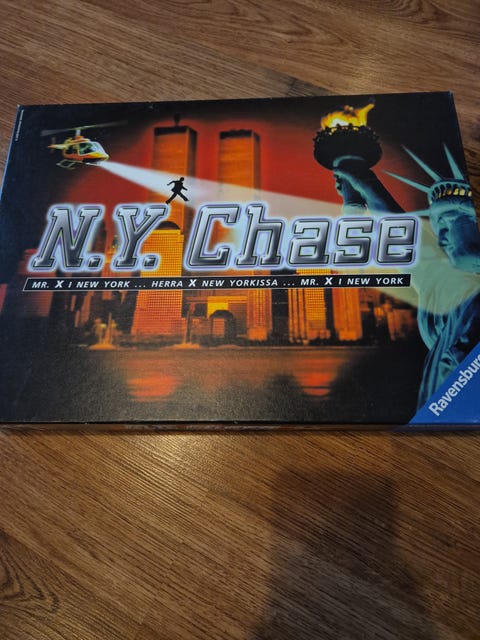 N.Y. Chase
MR. X I NEW YORK ... HERRA X NEW YORKISSA ... MR. X I NEW YORK
Ravensburger